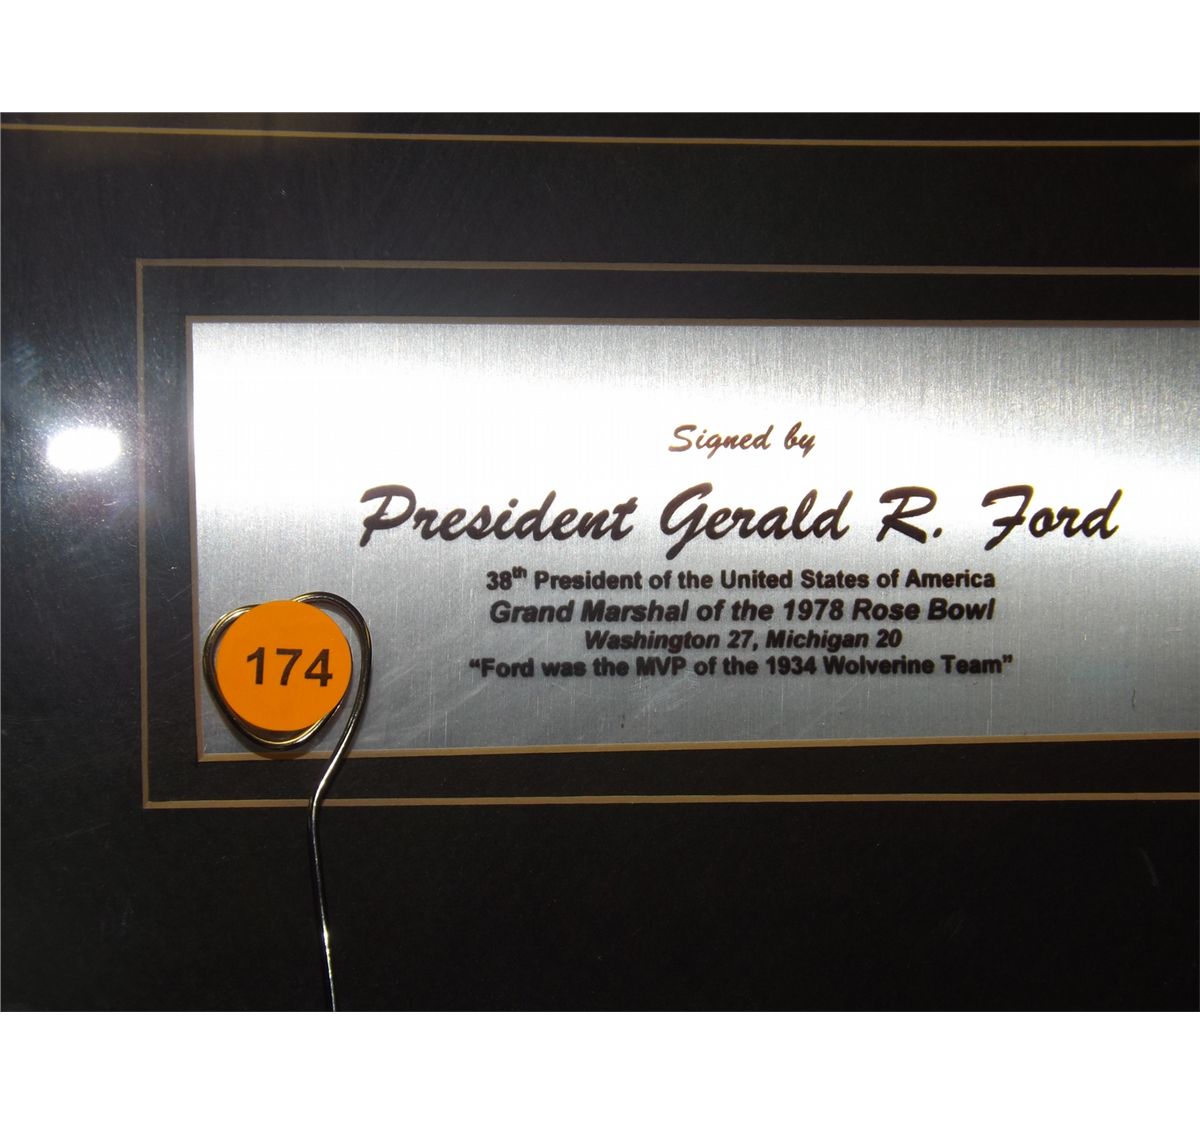 Signed by
President Gerald R. Ford
38th President of the United States of America
Grand Marshal of the 1978 Rose Bowl
Washington 27, Michigan 20
“Ford was the MVP of the 1934 Wolverine Team”
174